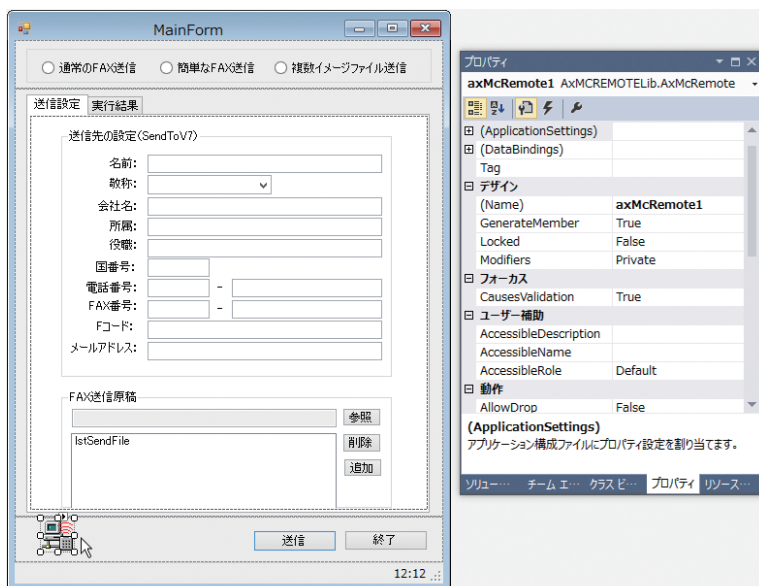 MainForm
通常のFAX送信 簡単なFAX送信 複数イメージファイル送信
送信設定 実行結果
送信先の設定(SendToV7)
名前:
敬称:
会社名:
所属:
役職:
国番号:
電話番号: -
FAX番号: -
Fコード:
メールアドレス:
FAX送信原稿
参照
lstSendFile
削除
追加
送信 終了
12:12
プロパティ
axMcRemote1 AxMCREMOTELib.AxMcRemote
(ApplicationSettings)
(DataBindings)
Tag
デザイン
(Name) axMcRemote1
GenerateMember True
Locked False
Modifiers Private
フォーカス
CausesValidation True
ユーザー補助
AccessibleDescription
AccessibleName
AccessibleRole Default
動作
AllowDrop False
(ApplicationSettings)
アプリケーション構成ファイルにプロパティ設定を割り当てます。
ソリュー… チーム エ… クラス ビ… プロパティ リソース…